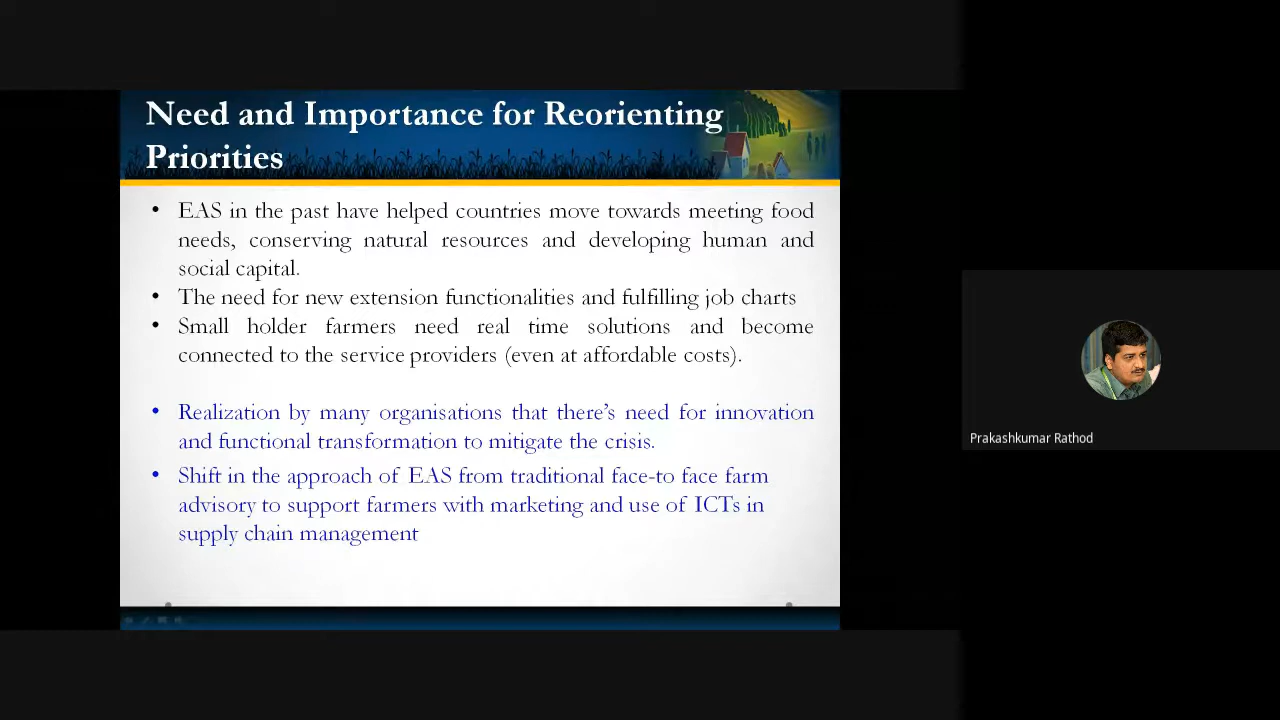 Need and Importance for Reorienting
Priorities
• EAS in the past have helped countries move towards meeting food
needs, conserving natural resources and developing human and
social capital.
• The need for new extension functionalities and fulfilling job charts
• Small holder farmers need real time solutions and become
connected to the service providers (even at affordable costs).
• Realization by many organisations that there’s need for innovation
and functional transformation to mitigate the crisis.
• Shift in the approach of EAS from traditional face-to face farm
advisory to support farmers with marketing and use of ICTs in
supply chain management
Prakashkumar Rathod